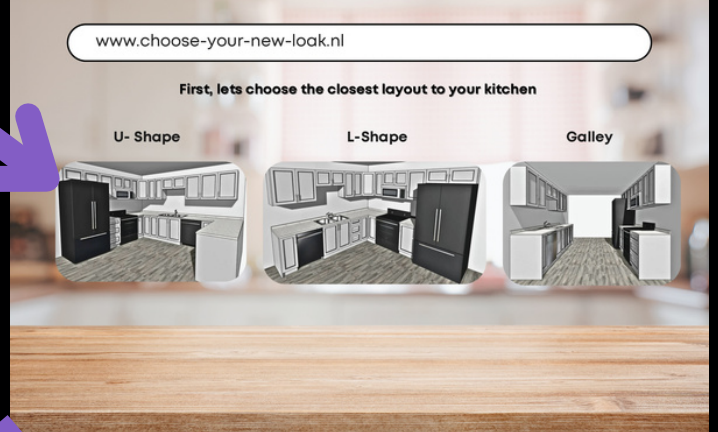 www.choose-your-new-loak.nl
First, lets choose the closest layout to your kitchen
U- Shape
L-Shape
Galley